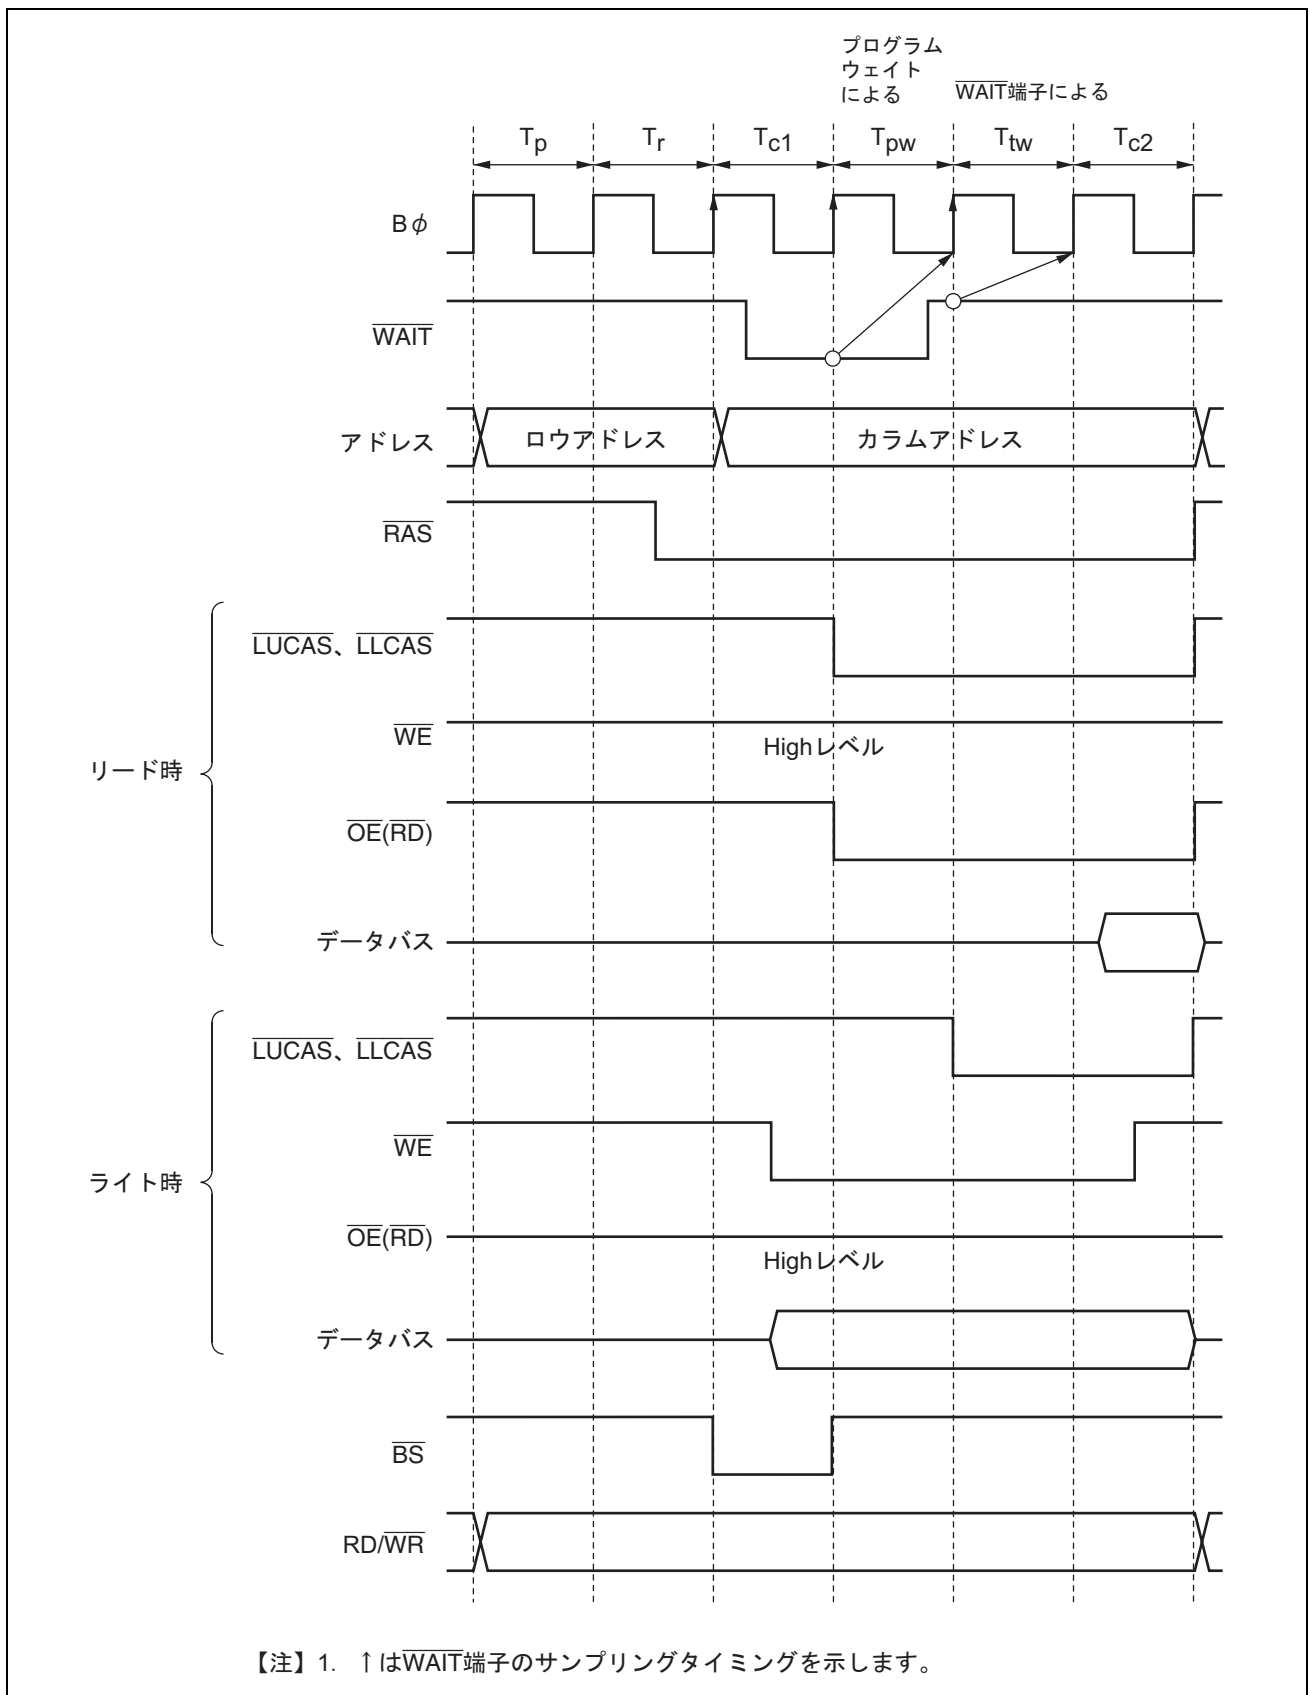 プログラム
ウェイト
による
WAIT端子による
Tp Tr Tc1 Tpw Ttw Tc2
Bφ
WAIT
アドレス
ロウアドレス
カラムアドレス
RAS
リード時
LUCAS、LLCAS
WE
Highレベル
OE(RD)
データバス
ライト時
LUCAS、LLCAS
WE
OE(RD)
Highレベル
データバス
BS
RD/WR
【注】1. ↑はWAIT端子のサンプリングタイミングを示します。